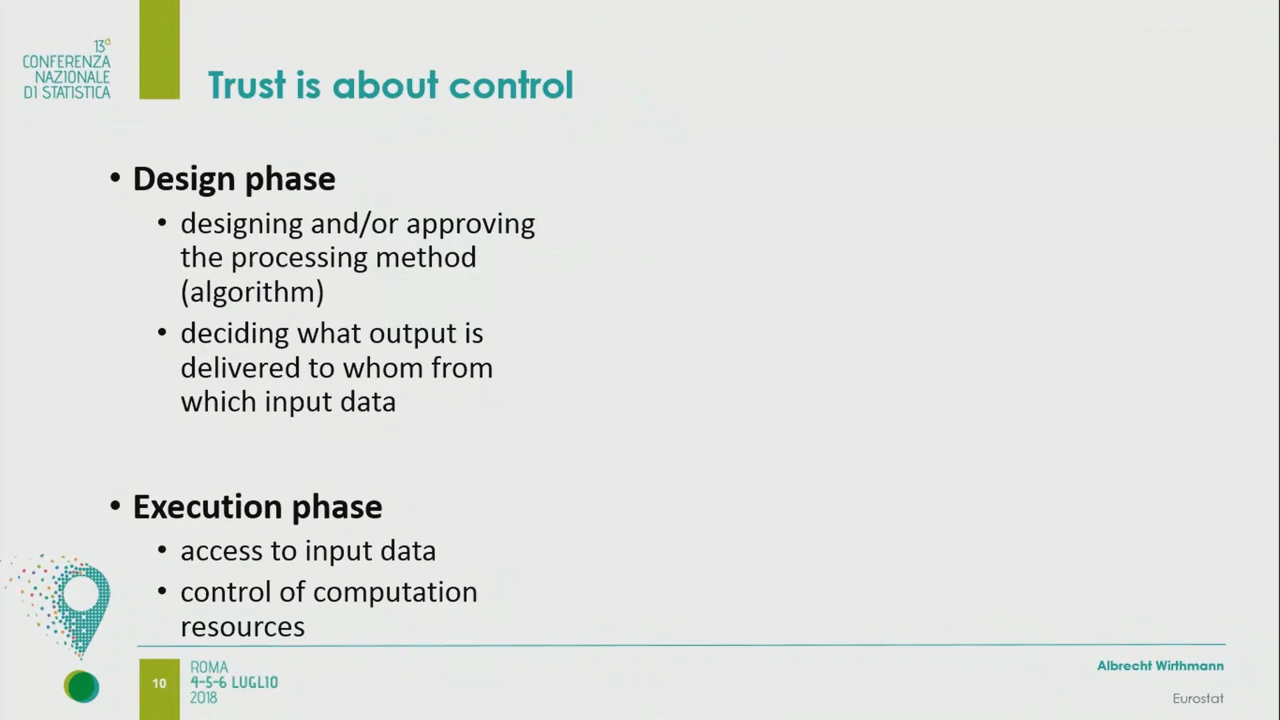 13ª
CONFERENZA
NAZIONALE
DI STATISTICA
Trust is about control
• Design phase
• designing and/or approving
the processing method
(algorithm)
• deciding what output is
delivered to whom from
which input data
• Execution phase
• access to input data
• control of computation
resources
10
ROMA
4-5-6 LUGLIO
2018
Albrecht Wirthmann
Eurostat